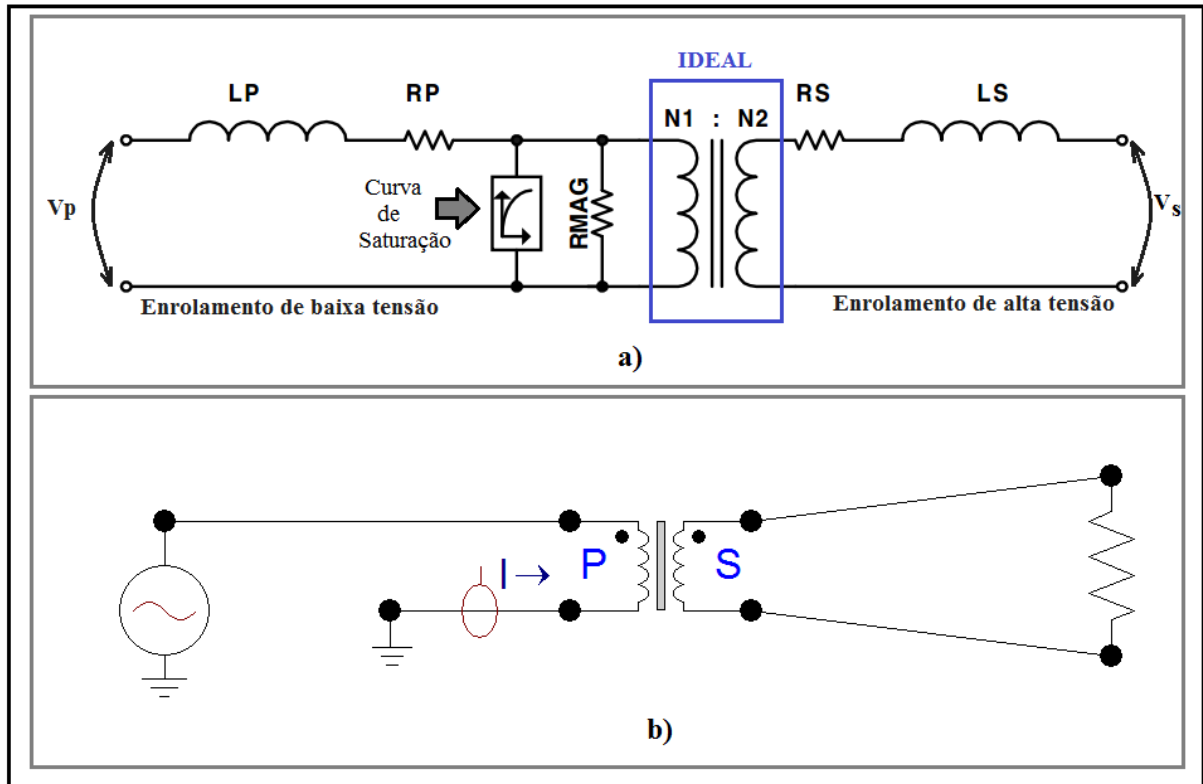 IDEAL
LP
RP
N1 : N2
RS
LS
Vp
Curva
de
Saturação
RMAG
Vs
Enrolamento de baixa tensão
Enrolamento de alta tensão
a)
I
P
S
b)